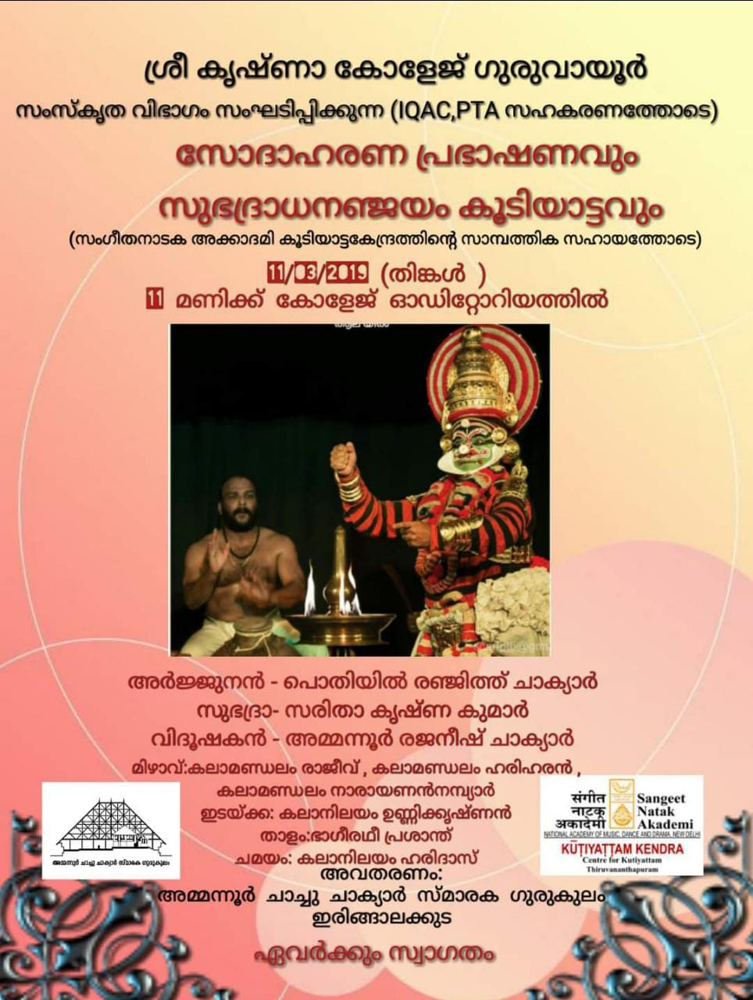 ശ്രീ കൃഷ്ണാ കോളേജ് ഗുരുവായൂർ
സംസ്കൃത വിഭാഗം സംഘടിപ്പിക്കുന്ന (IQAC,PTA സഹകരണത്തോടെ)
സോദാഹരണ പ്രഭാഷണവും
സുഭദ്രാധനഞ്ജയം കൂടിയാട്ടവും
(സംഗീതനാടക അക്കാദമി കൂടിയാട്ടകേന്ദ്രത്തിന്റെ സാമ്പത്തിക സഹായത്തോടെ)
11/03/2019 (തിങ്കൾ )
11 മണിക്ക് കോളേജ് ഓഡിറ്റോറിയത്തിൽ
അർജ്ജുനൻ - പൊതിയിൽ രഞ്ജിത്ത് ചാക്യാർ
സുഭദ്രാ- സരിതാ കൃഷ്ണ കുമാർ
വിദൂഷകൻ - അമ്മന്നൂർ രജനീഷ് ചാക്യാർ
മിഴാവ്:കലാമണ്ഡലം രാജീവ് , കലാമണ്ഡലം ഹരിഹരൻ ,
കലാമണ്ഡലം നാരായണൻനമ്പ്യാർ
ഇടയ്ക്ക: കലാനിലയം ഉണ്ണിക്കൃഷ്ണൻ
താളം:ഭാഗീരഥീ പ്രശാന്ത്
ചമയം: കലാനിലയം ഹരിദാസ്
അവതരണം:
അമ്മന്നൂർ ചാച്ചു ചാക്യാർ സ്മാരക ഗുരുകുലം
ഇരിങ്ങാലക്കുട
ഏവർക്കും സ്വാഗതം
അമ്മന്നൂർ ചാച്ചു ചാക്യാർ സ്മാരക ഗുരുകുലം
संगीत
नाटक
अकादेमी
Sangeet
Natak
Akademi
NATIONAL ACADEMY OF MUSIC, DANCE AND DRAMA, NEW DELHI
KŪṬIYĀṬṬAM KENDRA
Centre for Kutiyattam
Thiruvananthapuram